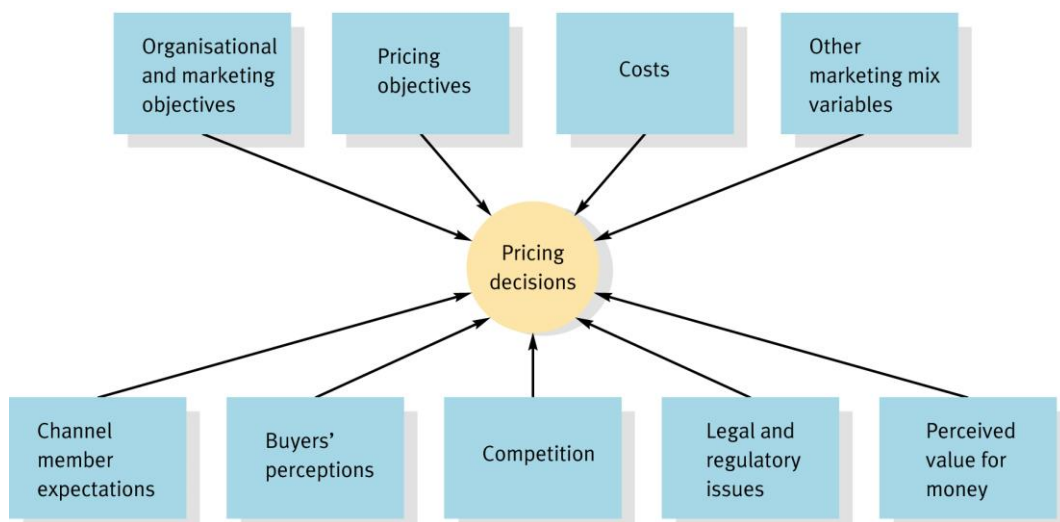 Organisational
and marketing
objectives
Pricing
objectives
Costs
Other
marketing mix
variables
Pricing
decisions
Channel
member
expectations
Buyers’
perceptions
Competition
Legal and
regulatory
issues
Perceived
value for
money